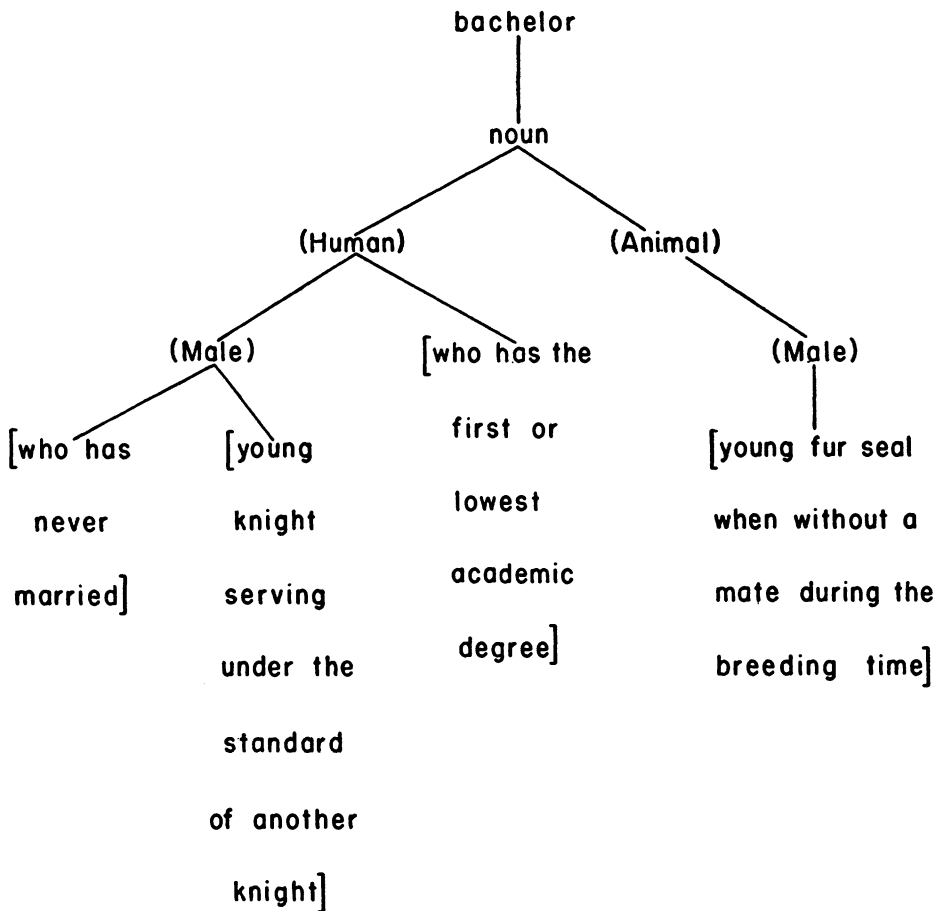 bachelor
noun
(Human)
(Animal)
(Male)
[who has the
first or
lowest
academic
degree]
(Male)
[who has
never
married]
[young
knight
serving
under the
standard
of another
knight]
[young fur seal
when without a
mate during the
breeding time]